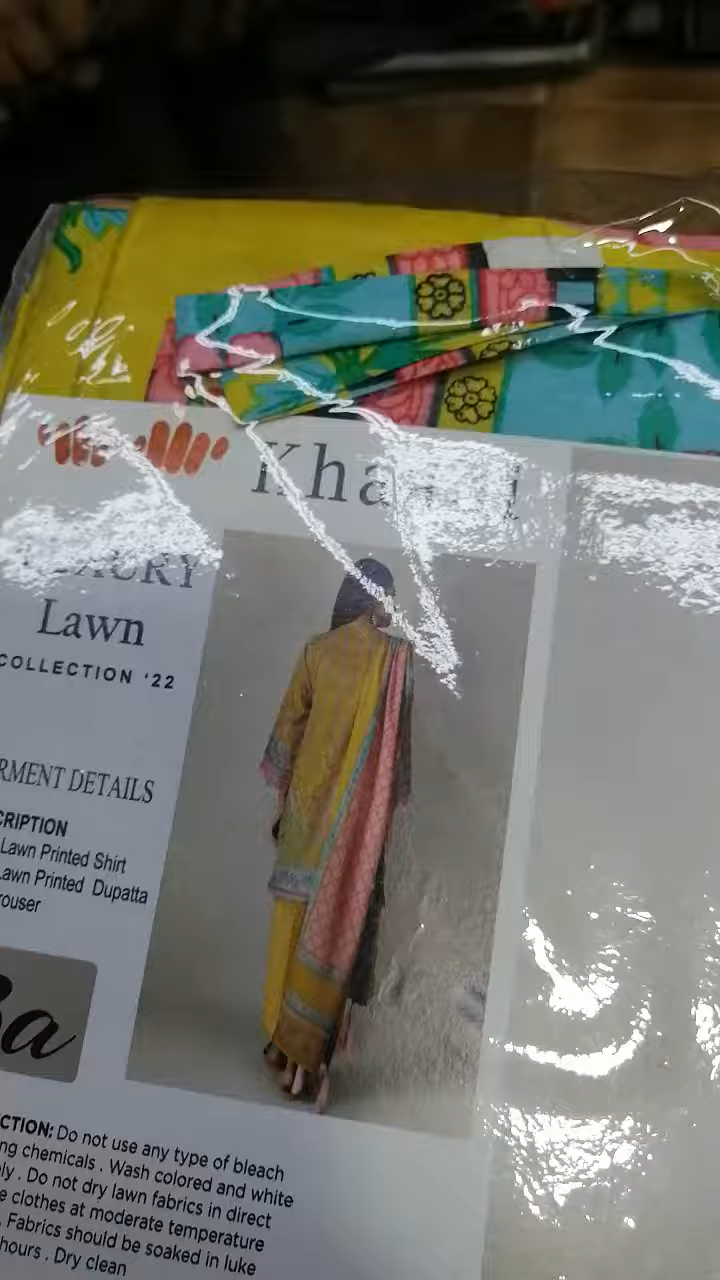 Kha
Lawn
COLLECTION '22
RMENT DETAILS
CRIPTION
Lawn Printed Shirt
Lawn Printed Dupatta
rouser
a
CTION: Do not use any type of bleach
ng chemicals . Wash colored and white
ly . Do not dry lawn fabrics in direct
e clothes at moderate temperature
. Fabrics should be soaked in luke
hours , Dry clean